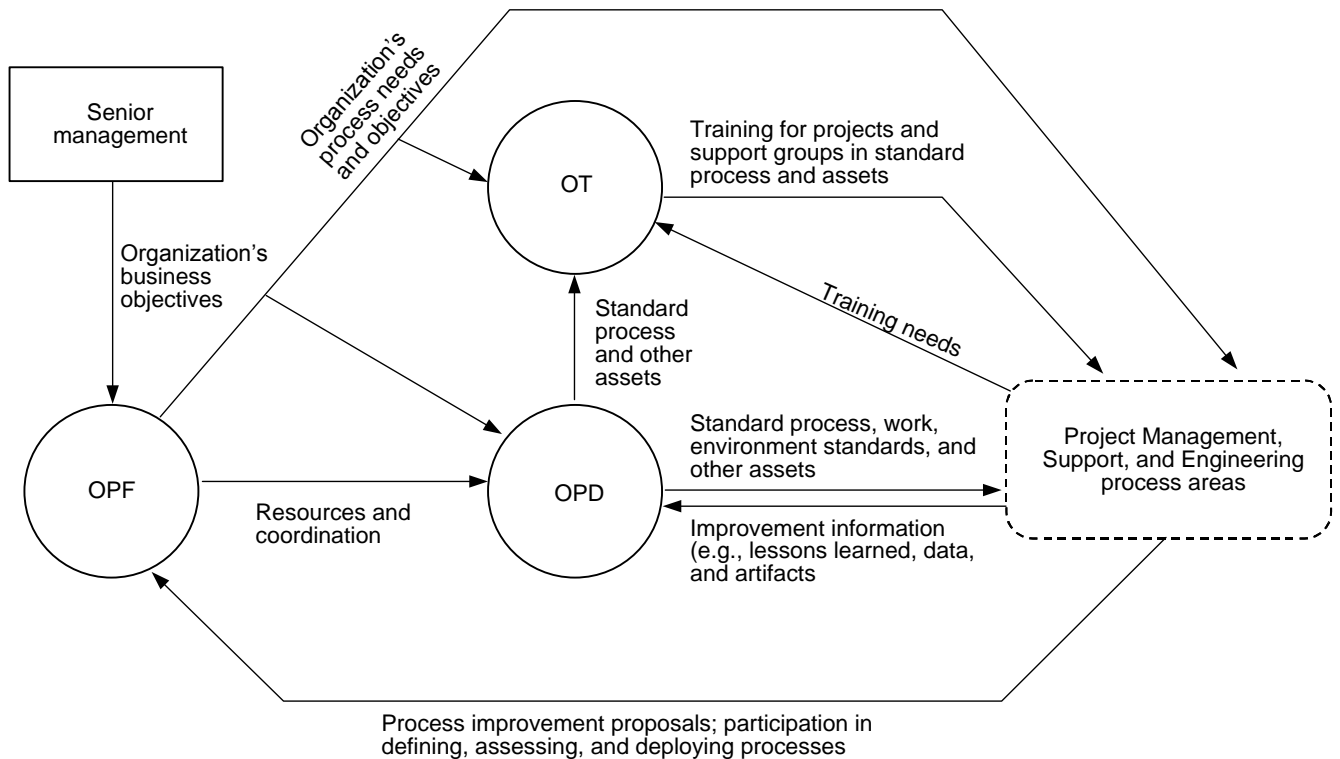 Senior
management
Organization’s
process needs
and objectives
OT
Training for projects and
support groups in standard
process and assets
Organization’s
business
objectives
Standard
process
and other
assets
Training needs
OPF
Resources and
coordination
OPD
Standard process, work,
environment standards, and
other assets
Improvement information
(e.g., lessons learned, data,
and artifacts
Project Management,
Support, and Engineering
process areas
Process improvement proposals; participation in
defining, assessing, and deploying processes